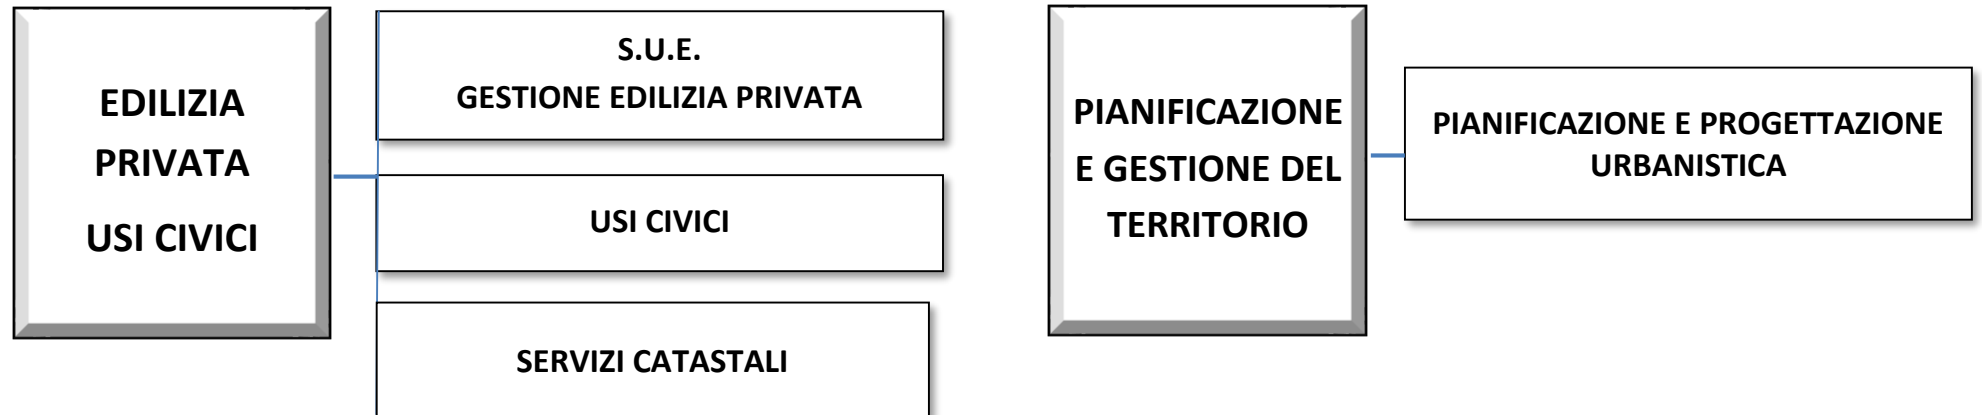 EDILIZIA
PRIVATA
USI CIVICI
S.U.E.
GESTIONE EDILIZIA PRIVATA
USI CIVICI
SERVIZI CATASTALI
PIANIFICAZIONE
E GESTIONE DEL
TERRITORIO
PIANIFICAZIONE E PROGETTAZIONE
URBANISTICA